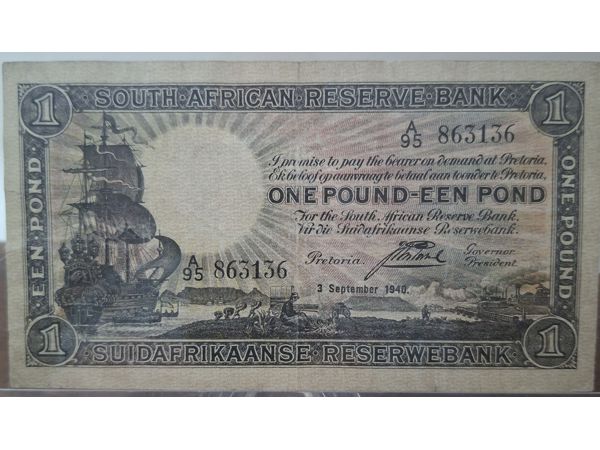 1 SOUTH·AFRICAN·RESERVE·BANK 1
A/95 863136
I promise to pay the bearer on demand at Pretoria.
Ek beloof op aanvraag te betaal aan toonder te Pretoria,
ONE POUND-EEN POND
For the South African Reserve Bank.
Vir die Suidafrikaanse Reserwebank.
A/95 863136
Pretoria.
Governor
President.
3 September 1940.
EEN POND
ONE·POUND
1 SUIDAFRIKAANSE·RESERWEBANK 1